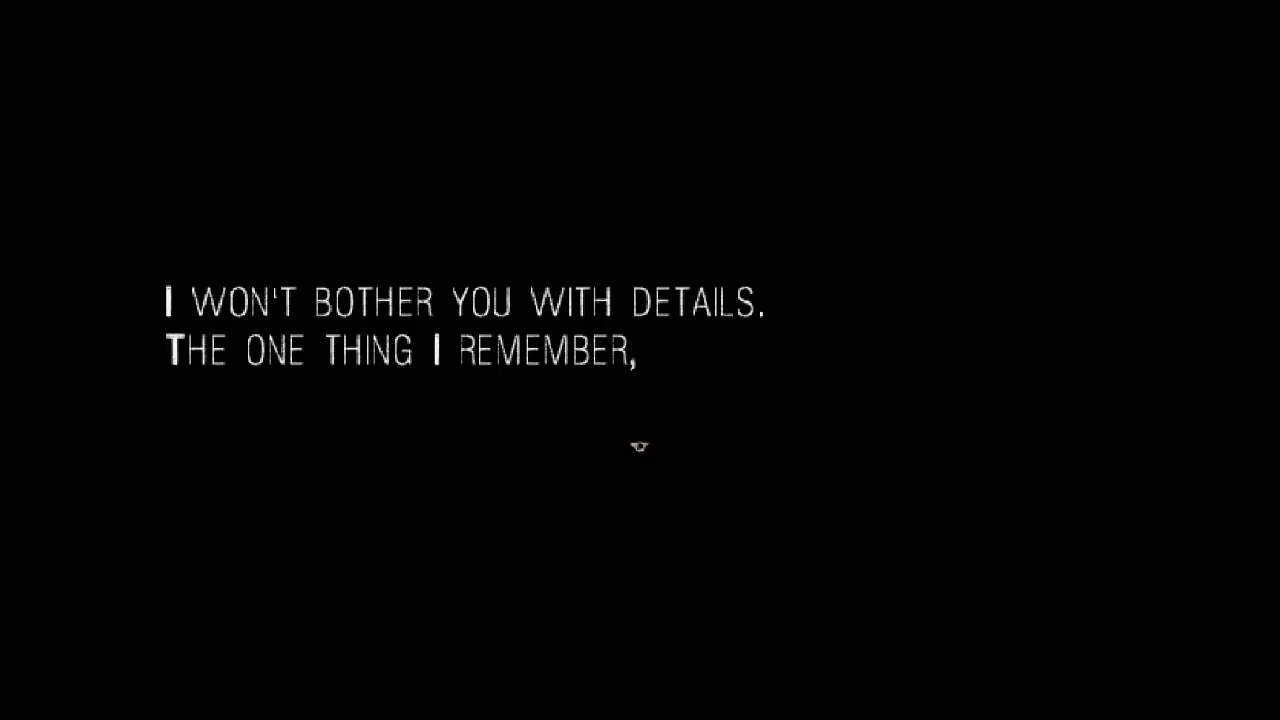 I WON'T BOTHER YOU WITH DETAILS.
THE ONE THING I REMEMBER,